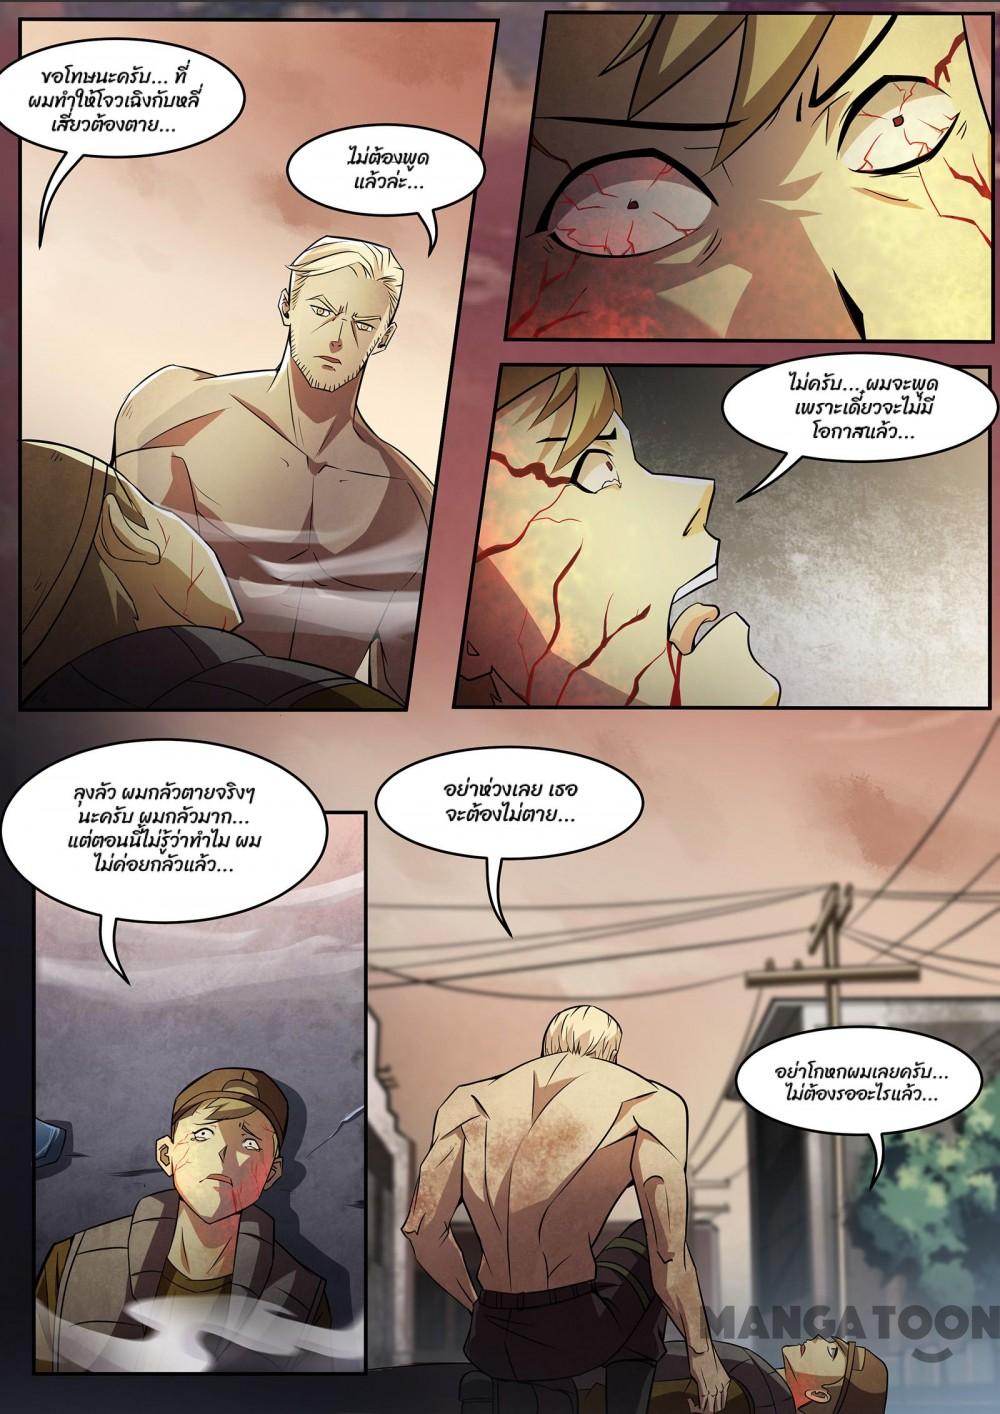 ขอโทษนะครับ... ที่
ผมทำให้โจวเฉิงกับหลี่
เสี่ยวต้องตาย...
ไม่ต้องพูด
แล้วล่ะ...
ไม่ครับ... ผมจะพูด
เพราะเดี๋ยวจะไม่มี
โอกาสแล้ว...
ลุงลัว ผมกลัวตายจริงๆ
นะครับ ผมกลัวมาก...
แต่ตอนนี้ไม่รู้ว่าทำไม ผม
ไม่ค่อยกลัวแล้ว...
อย่าห่วงเลย เธอ
จะต้องไม่ตาย...
อย่าโกหกผมเลยครับ...
ไม่ต้องรออะไรแล้ว...
MANGATOON